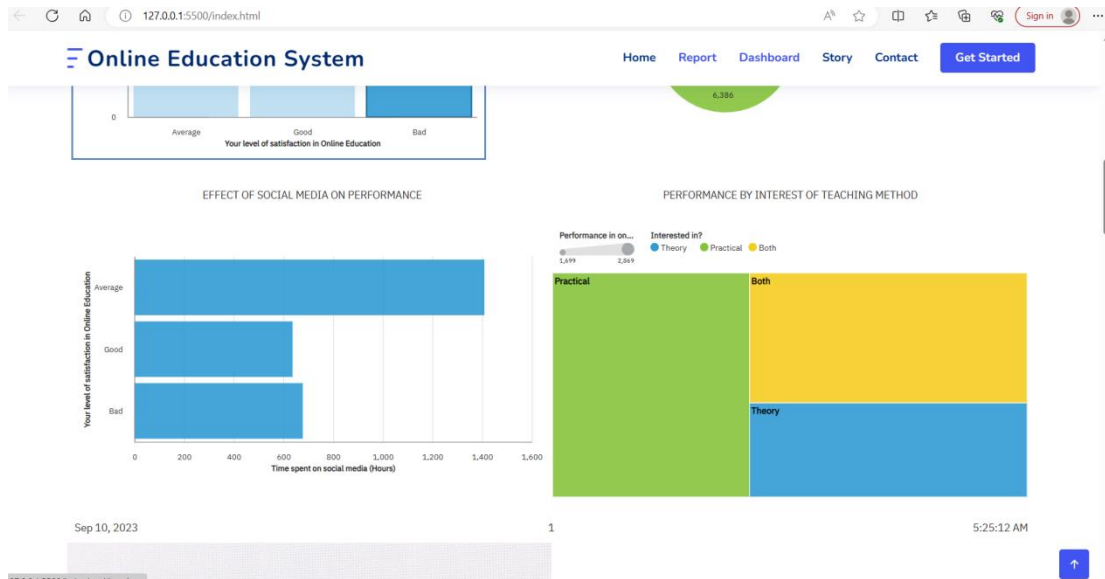 127.0.0.1:5500/index.html
Sign in
Online Education System
Home Report Dashboard Story Contact Get Started
0
Average Good Bad
Your level of satisfaction in Online Education
6,386
EFFECT OF SOCIAL MEDIA ON PERFORMANCE
Your level of satisfaction in Online Education
Average
Good
Bad
0 200 400 600 800 1,000 1,200 1,400 1,600
Time spent on social media (Hours)
PERFORMANCE BY INTEREST OF TEACHING METHOD
Performance in on... Interested in?
Theory Practical Both
1,699 2,869
Practical
Both
Theory
Sep 10, 2023 1 5:25:12 AM